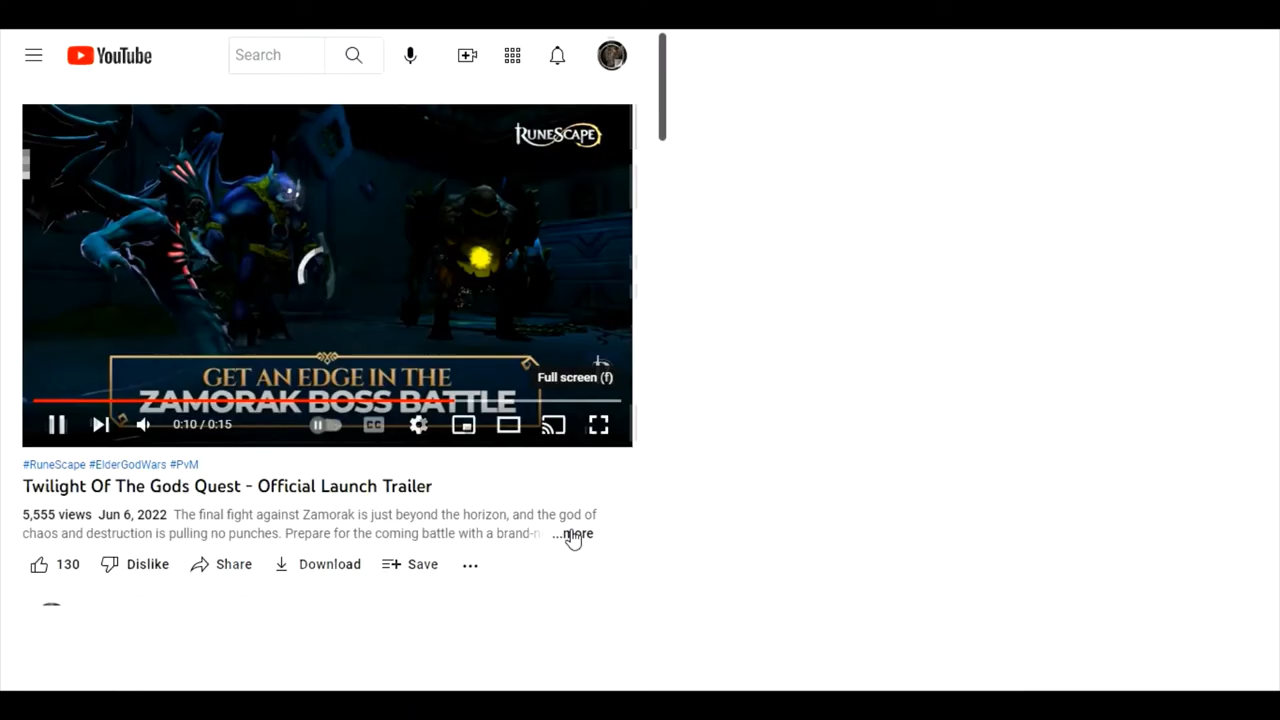 YouTube
Search
RUNESCAPE
GET AN EDGE IN THE
ZAMORAK BOSS BATTLE
Full screen (f)
0:10 / 0:15
CC
#RuneScape #ElderGodWars #PvM
Twilight Of The Gods Quest - Official Launch Trailer
5,555 views Jun 6, 2022 The final fight against Zamorak is just beyond the horizon, and the god of
chaos and destruction is pulling no punches. Prepare for the coming battle with a brand-n ...more
130 Dislike Share Download Save